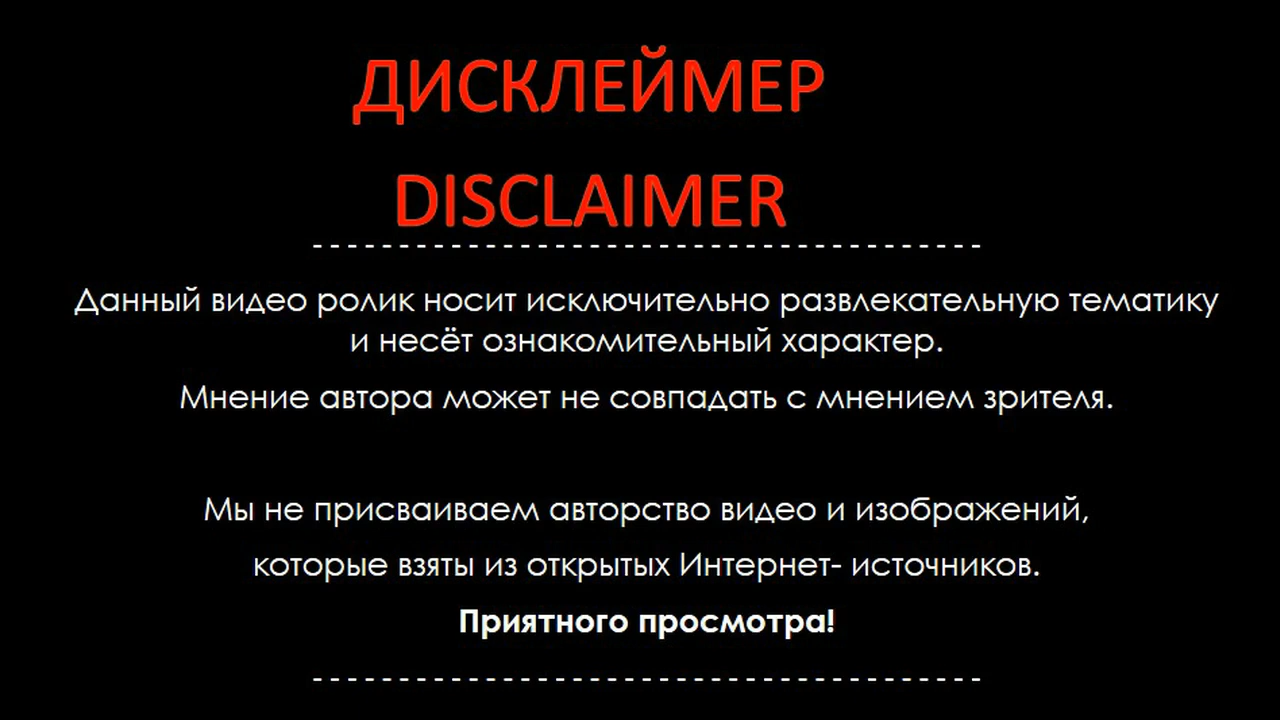 ДИСКЛЕЙМЕР
DISCLAIMER
---------------------------------------
Данный видео ролик носит исключительно развлекательную тематику
и несёт ознакомительный характер.
Мнение автора может не совпадать с мнением зрителя.
Мы не присваиваем авторство видео и изображений,
которые взяты из открытых Интернет- источников.
Приятного просмотра!
---------------------------------------